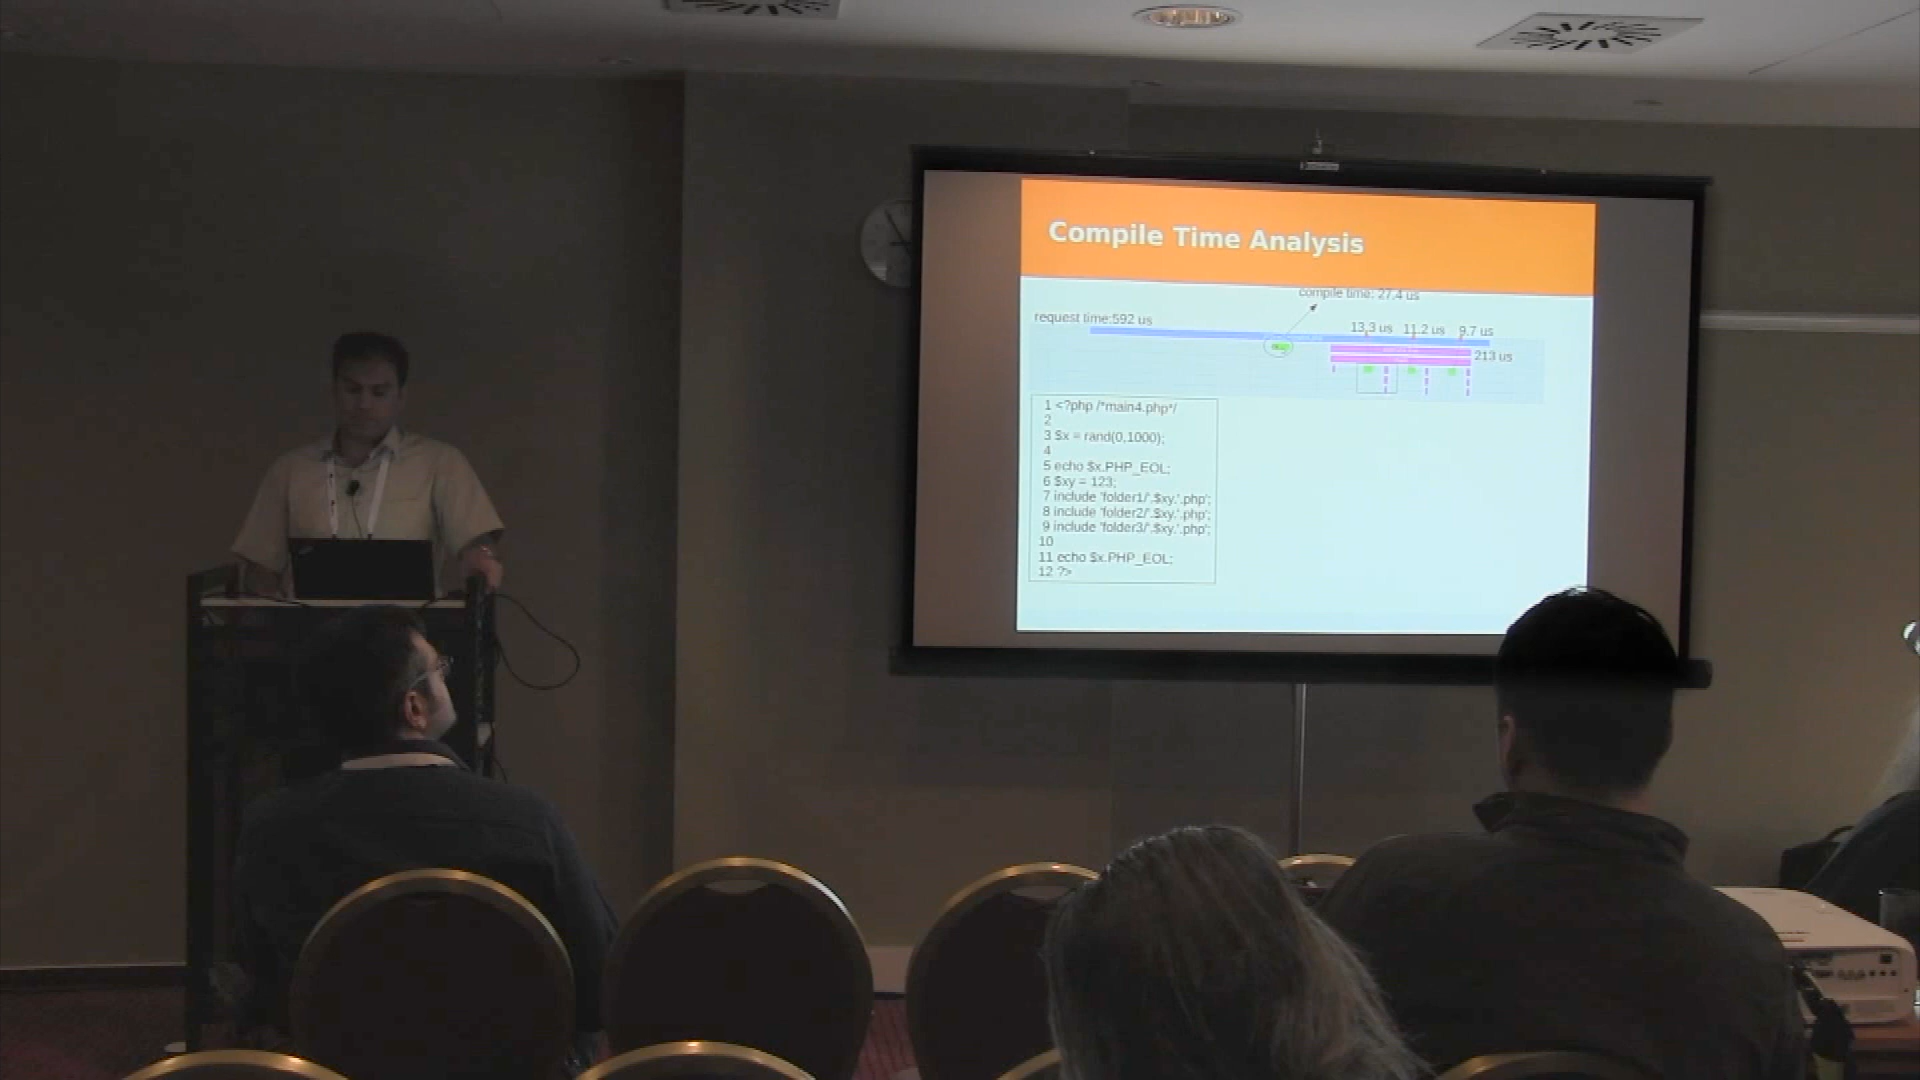 Compile Time Analysis
compile time: 27.4 us
request time:592 us
13.3 us 11.2 us 9.7 us
213 us
1 <?php /*main4.php*/
2
3 $x = rand(0,1000);
4
5 echo $x.PHP_EOL;
6 $xy = 123;
7 include 'folder1/'.$xy.'.php';
8 include 'folder2/'.$xy.'.php';
9 include 'folder3/'.$xy.'.php';
10
11 echo $x.PHP_EOL;
12 ?>